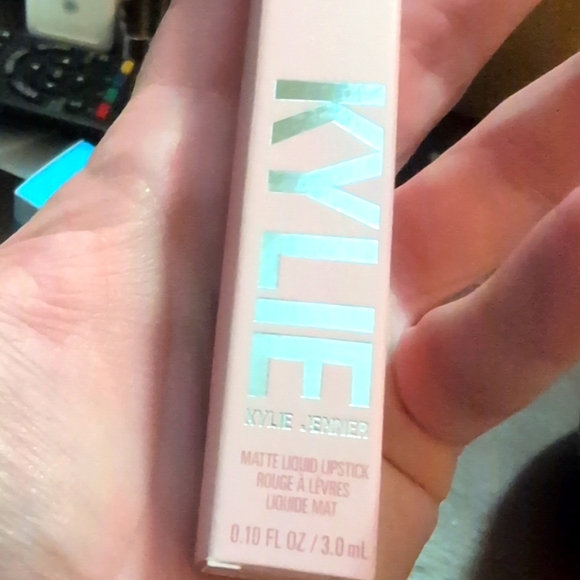 KYLIE
KYLIE JENNER
MATTE LIQUID LIPSTICK
ROUGE À LÈVRES
LIQUIDE MAT
0.10 FL OZ / 3.0 mL